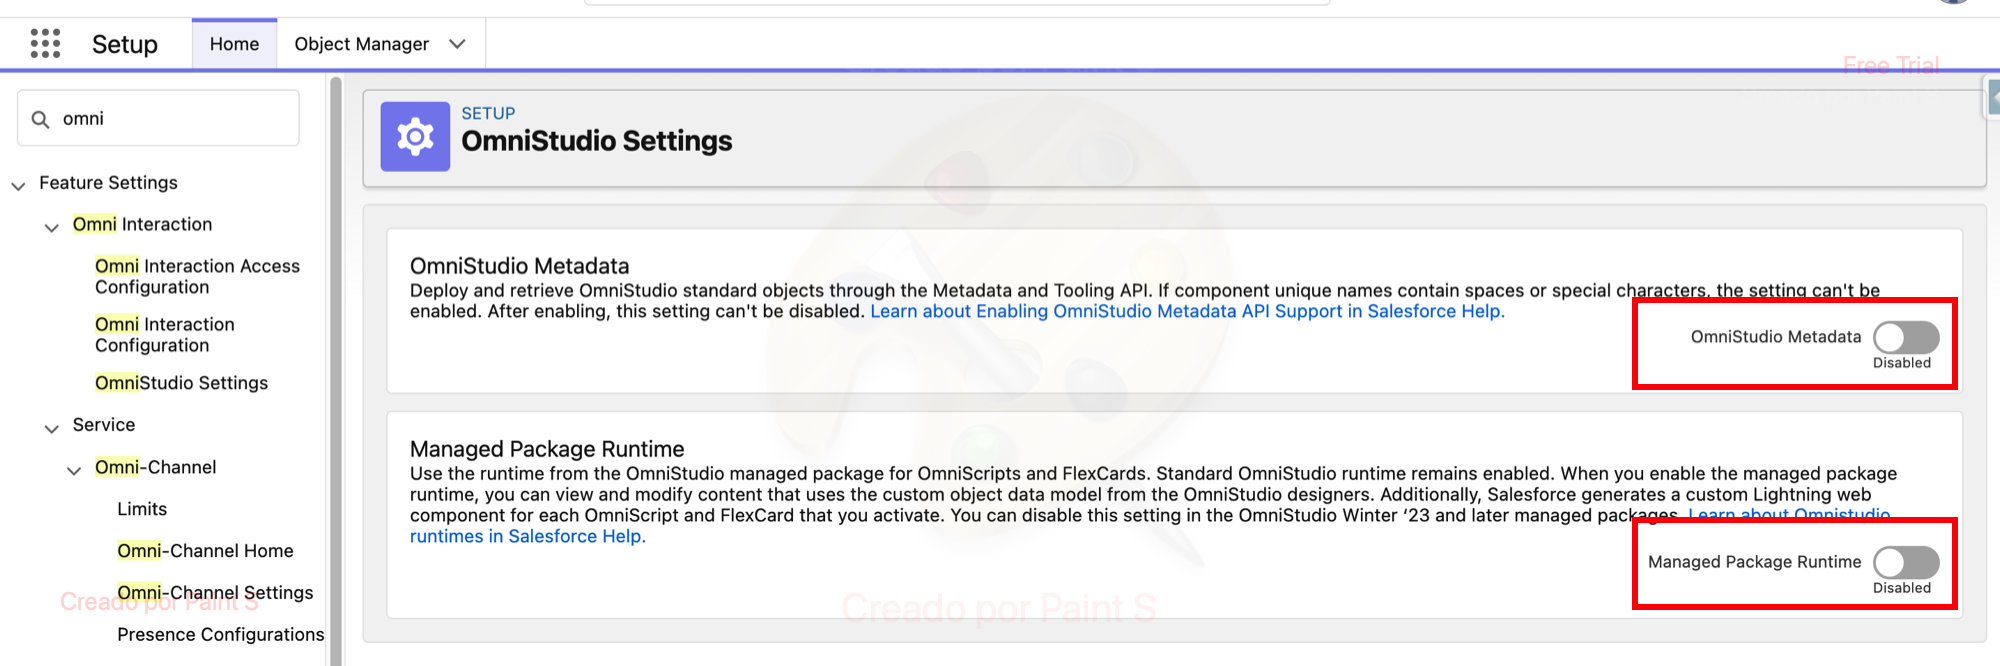 Setup
Home
Object Manager
Free Trial
omni
Feature Settings
Omni Interaction
Omni Interaction Access
Configuration
Omni Interaction
Configuration
OmniStudio Settings
Service
Omni-Channel
Limits
Omni-Channel Home
Omni-Channel Settings
Creado por Paint S
Presence Configurations
SETUP
OmniStudio Settings
OmniStudio Metadata
Deploy and retrieve OmniStudio standard objects through the Metadata and Tooling API. If component unique names contain spaces or special characters, the setting can't be
enabled. After enabling, this setting can't be disabled. Learn about Enabling OmniStudio Metadata API Support in Salesforce Help.
OmniStudio Metadata
Disabled
Managed Package Runtime
Use the runtime from the OmniStudio managed package for OmniScripts and FlexCards. Standard OmniStudio runtime remains enabled. When you enable the managed package
runtime, you can view and modify content that uses the custom object data model from the OmniStudio designers. Additionally, Salesforce generates a custom Lightning web
component for each OmniScript and FlexCard that you activate. You can disable this setting in the OmniStudio Winter ‘23 and later managed packages. Learn about Omnistudio
runtimes in Salesforce Help.
Managed Package Runtime
Disabled
Creado por Paint S